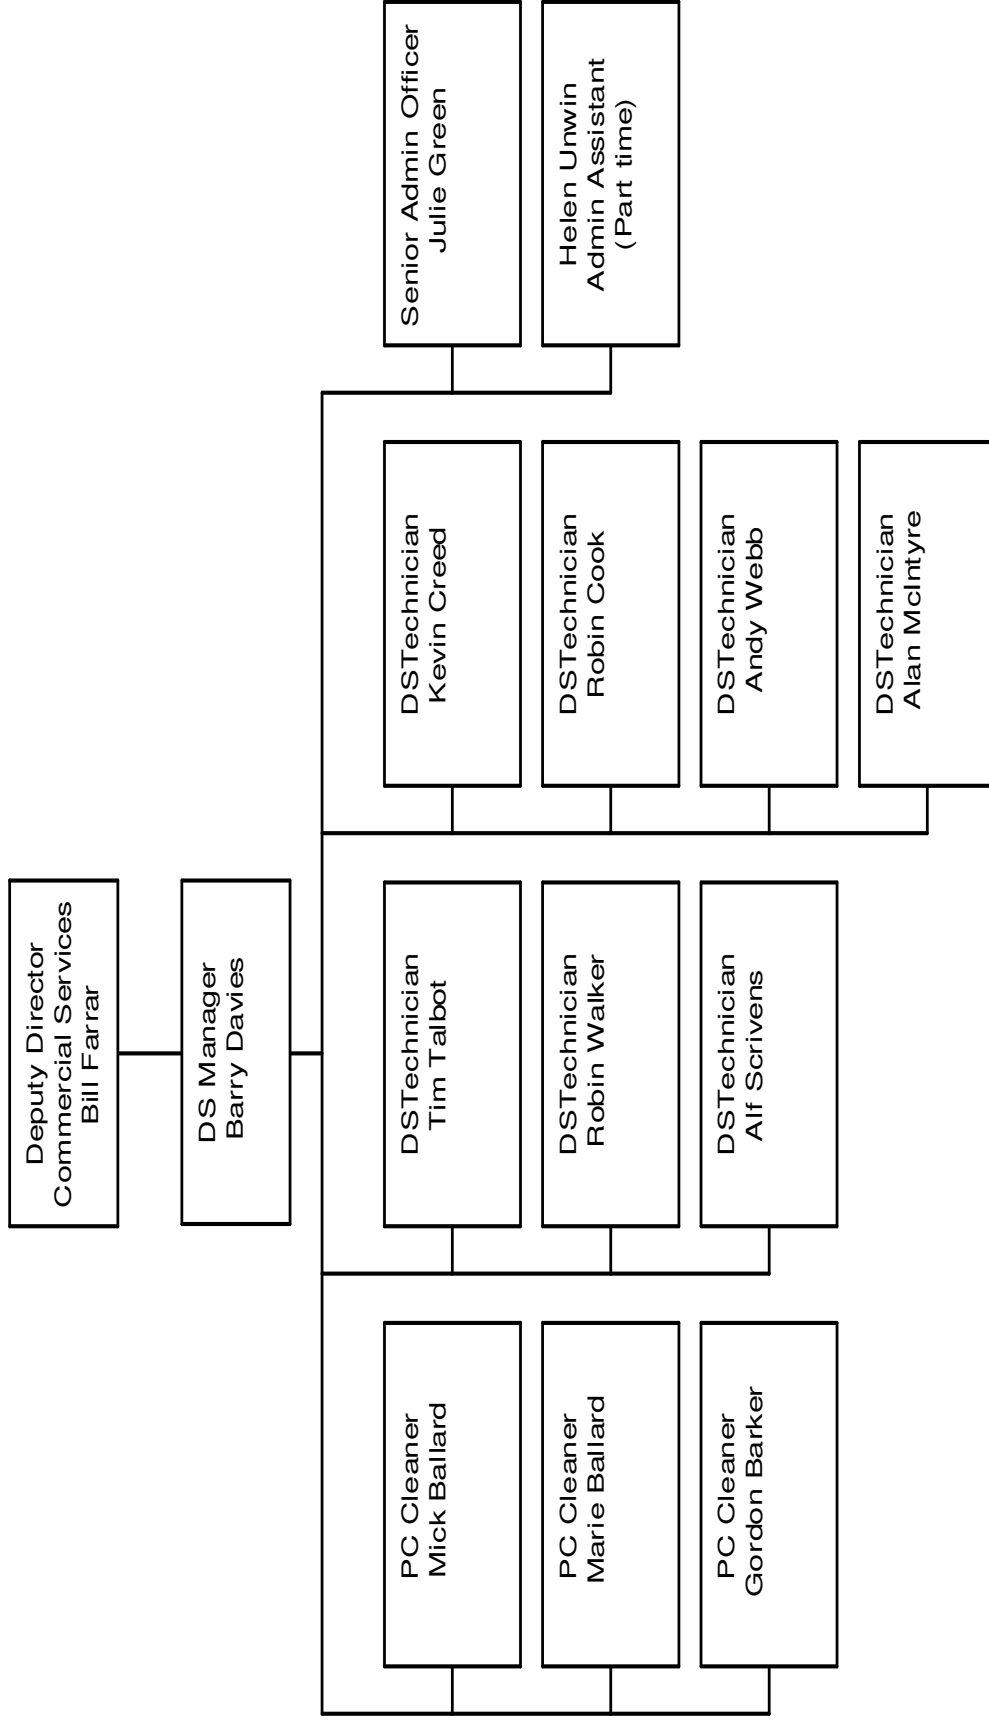 Deputy Director
Commercial Services
Bill Farrar
DS Manager
Barry Davies
PC Cleaner
Mick Ballard
PC Cleaner
Marie Ballard
PC Cleaner
Gordon Barker
DSTechnician
Tim Talbot
DSTechnician
Robin Walker
DSTechnician
Alf Scrivens
DSTechnician
Kevin Creed
DSTechnician
Robin Cook
DSTechnician
Andy Webb
DSTechnician
Alan McIntyre
Senior Admin Officer
Julie Green
Helen Unwin
Admin Assistant
(Part time)